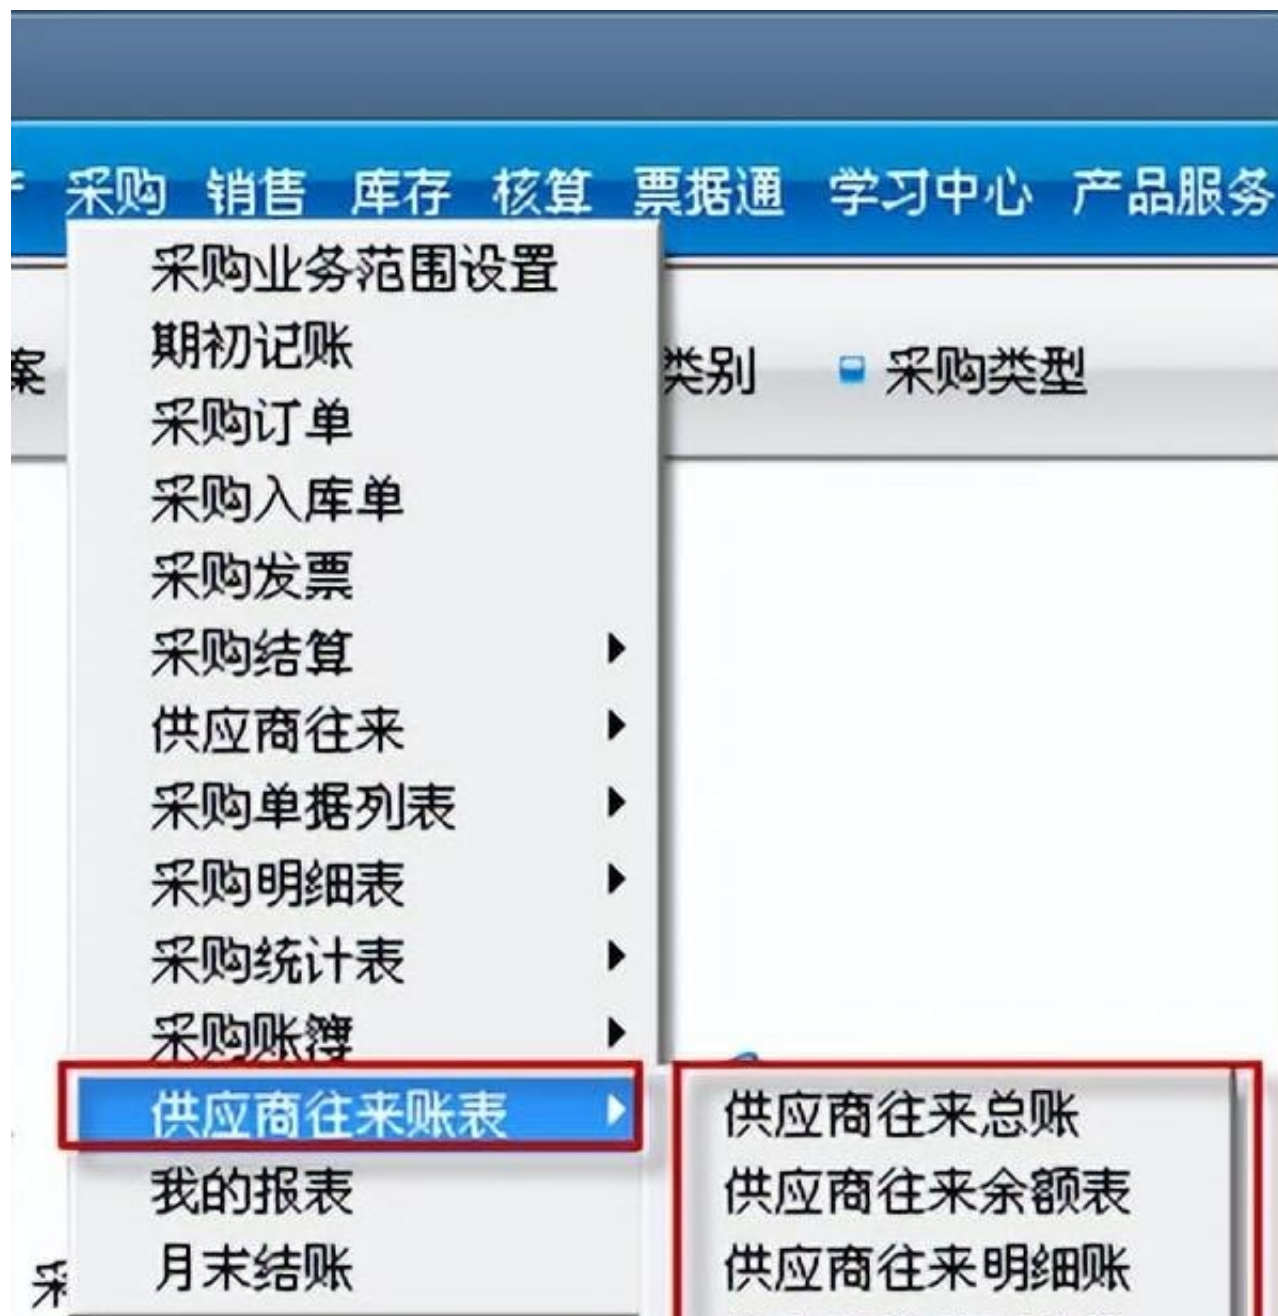 采购 销售 库存 核算 票据通 学习中心 产品服务
案 类别 采购类型
采购业务范围设置
期初记账
采购订单
采购入库单
采购发票
采购结算
供应商往来
采购单据列表
采购明细表
采购统计表
采购账簿
供应商往来账表
我的报表
月末结账
供应商往来总账
供应商往来余额表
供应商往来明细账
采